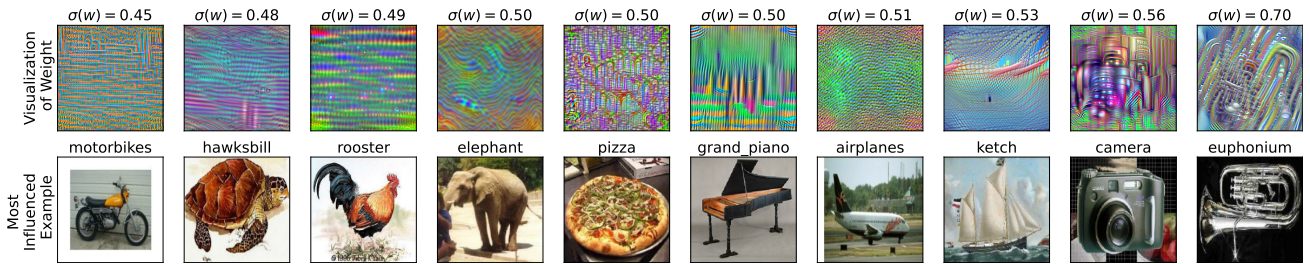 σ(w) = 0.45 σ(w) = 0.48 σ(w) = 0.49 σ(w) = 0.50 σ(w) = 0.50 σ(w) = 0.50 σ(w) = 0.51 σ(w) = 0.53 σ(w) = 0.56 σ(w) = 0.70
Visualization
of Weight
motorbikes hawksbill rooster elephant pizza grand_piano airplanes ketch camera euphonium
Most
Influenced
Example